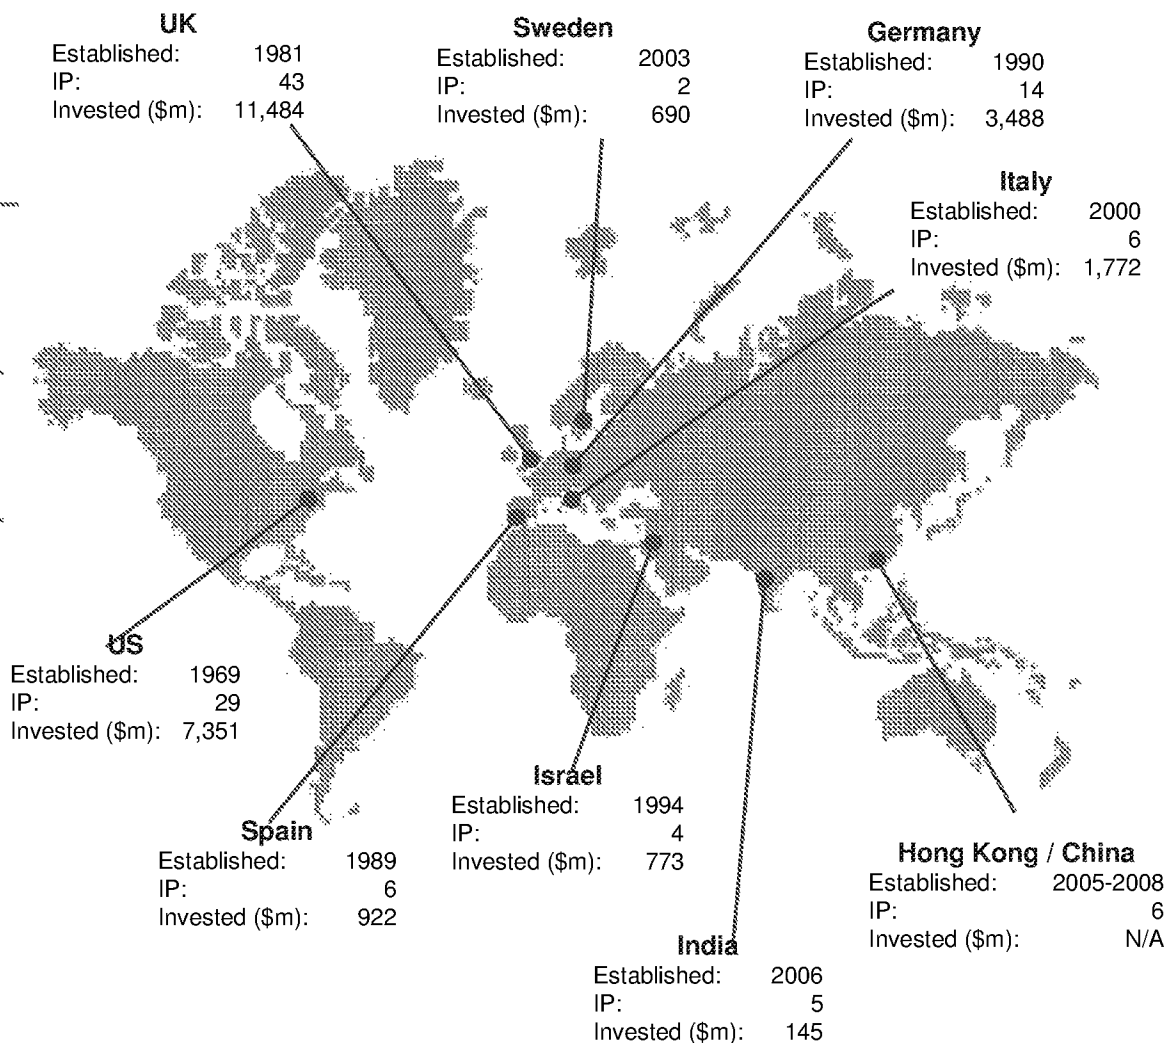 UK
Established: 1981
IP: 43
Invested ($m): 11,484
Sweden
Established: 2003
IP: 2
Invested ($m): 690
Germany
Established: 1990
IP: 14
Invested ($m): 3,488
Italy
Established: 2000
IP: 6
Invested ($m): 1,772
US
Established: 1969
IP: 29
Invested ($m): 7,351
Spain
Established: 1989
IP: 6
Invested ($m): 922
Israel
Established: 1994
IP: 4
Invested ($m): 773
India
Established: 2006
IP: 5
Invested ($m): 145
Hong Kong / China
Established: 2005-2008
IP: 6
Invested ($m): N/A